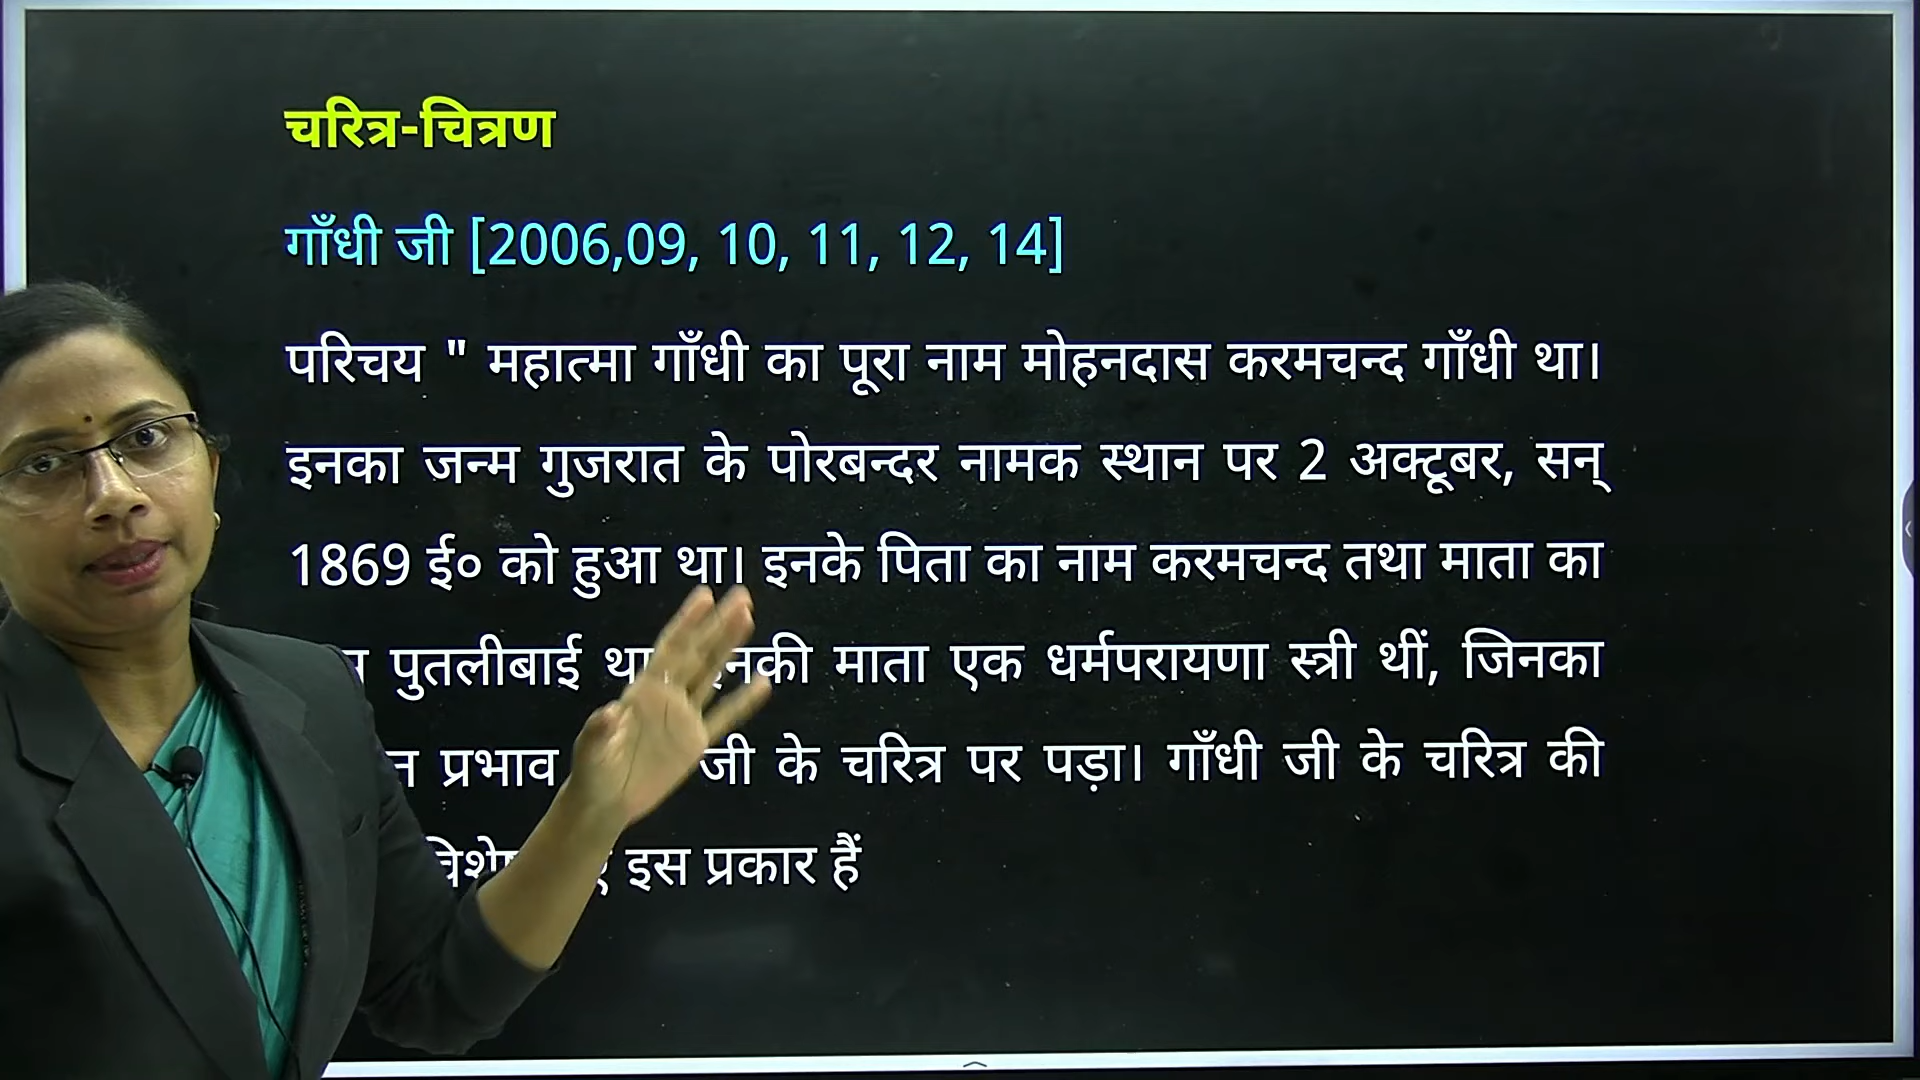 चरित्र-चित्रण
गाँधी जी [2006,09, 10, 11, 12, 14]
परिचय " महात्मा गाँधी का पूरा नाम मोहनदास करमचन्द गाँधी था।
इनका जन्म गुजरात के पोरबन्दर नामक स्थान पर 2 अक्टूबर, सन्
1869 ई० को हुआ था। इनके पिता का नाम करमचन्द तथा माता का
पुतलीबाई माता एक धर्मपरायणा स्त्री थीं, जिनका
प्रभाव जी के चरित्र पर पड़ा। गाँधी जी के चरित्र की
इस प्रकार हैं